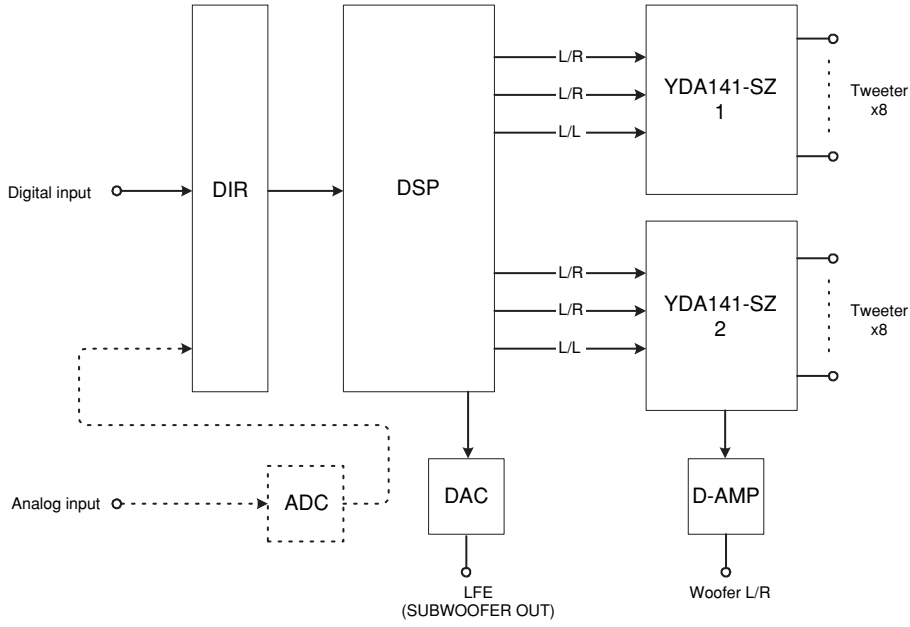 Digital input
DIR
DSP
L/R
L/R
L/L
YDA141-SZ
1
Tweeter
x8
L/R
L/R
L/L
YDA141-SZ
2
Tweeter
x8
Analog input
ADC
DAC
D-AMP
LFE
(SUBWOOFER OUT)
Woofer L/R